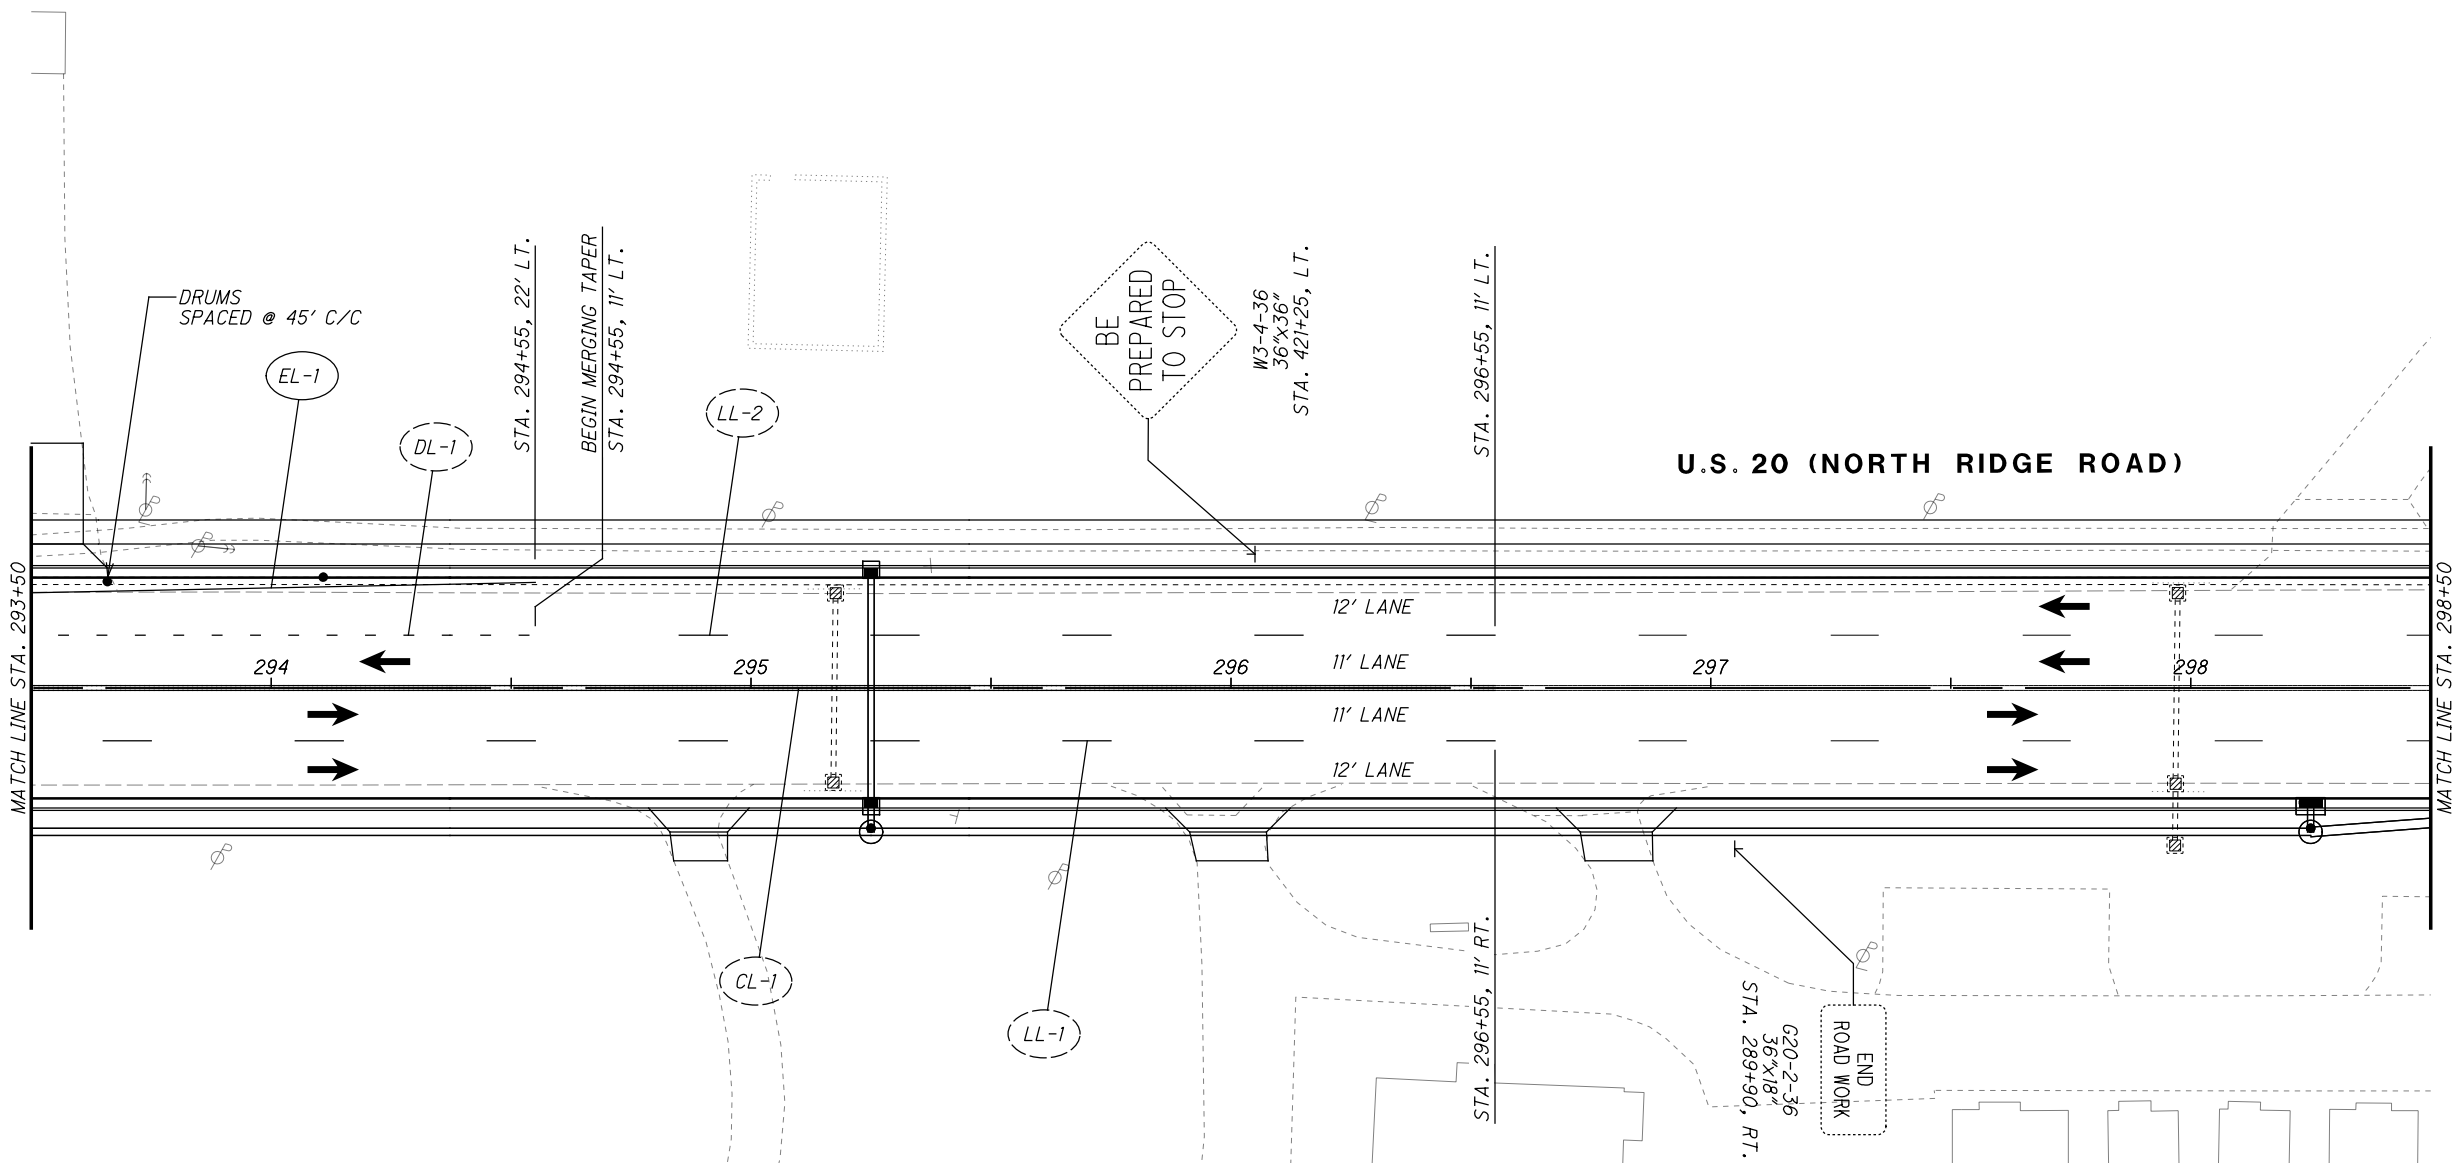 DRUMS
SPACED @ 45' C/C
EL-1
DL-1
STA. 294+55, 22' LT.
BEGIN MERGING TAPER
STA. 294+55, 11' LT.
LL-2
BE
PREPARED
TO STOP
W3-4-36
36"x36"
STA. 421+25, LT.
STA. 296+55, 11' LT.
U.S. 20 (NORTH RIDGE ROAD)
MATCH LINE STA. 293+50
MATCH LINE STA. 298+50
12' LANE
11' LANE
294
295
296
297
298
11' LANE
12' LANE
CL-1
LL-1
STA. 296+55, 11' RT.
END
ROAD WORK
G20-2-36
36"x18"
STA. 289+90, RT.